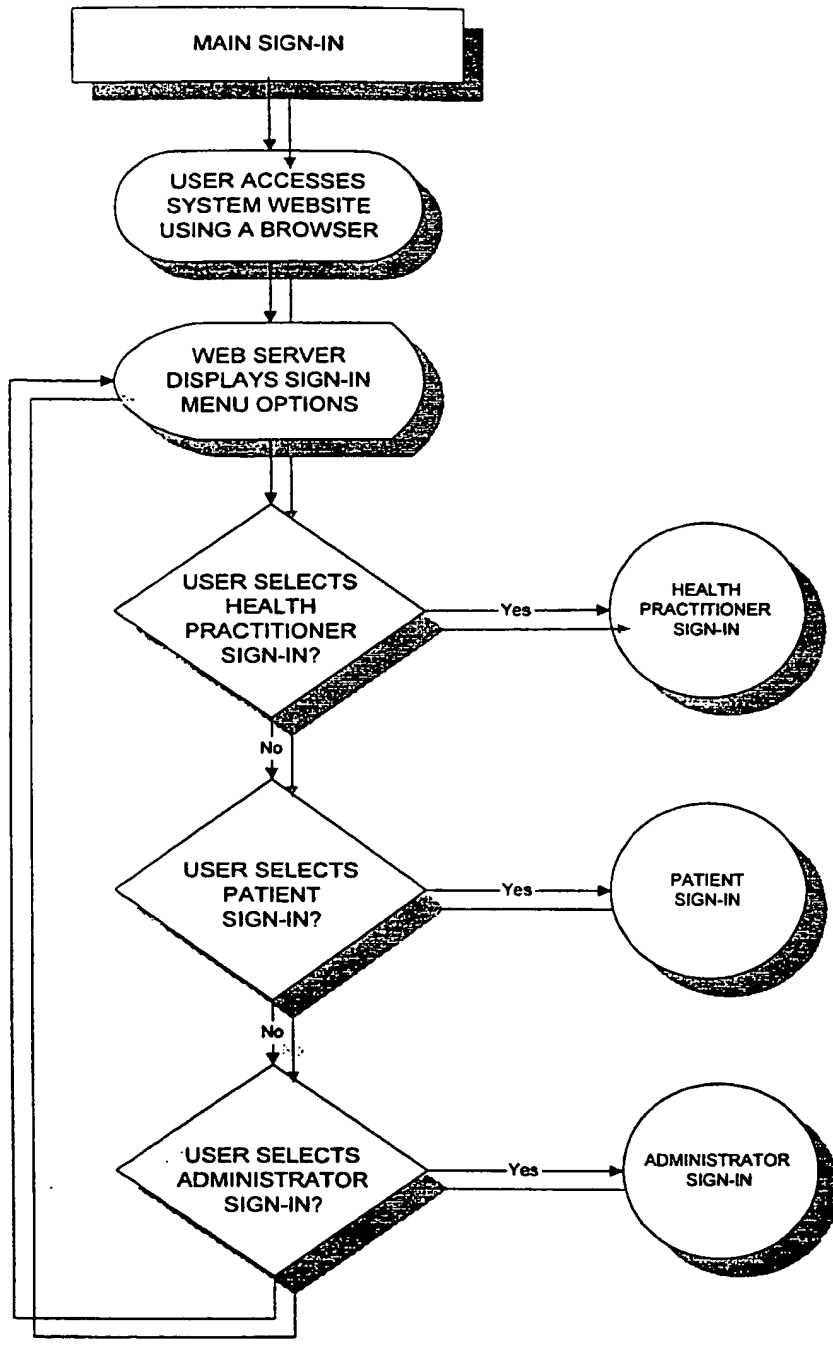 MAIN SIGN-IN
USER ACCESSES
SYSTEM WEBSITE
USING A BROWSER
WEB SERVER
DISPLAYS SIGN-IN
MENU OPTIONS
USER SELECTS
HEALTH
PRACTITIONER
SIGN-IN?
Yes
HEALTH
PRACTITIONER
SIGN-IN
No
USER SELECTS
PATIENT
SIGN-IN?
Yes
PATIENT
SIGN-IN
No
USER SELECTS
ADMINISTRATOR
SIGN-IN?
Yes
ADMINISTRATOR
SIGN-IN